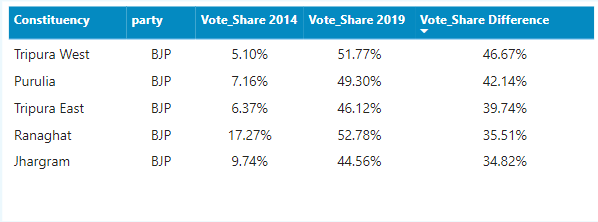 Constituency party Vote_Share 2014 Vote_Share 2019 Vote_Share Difference
Tripura West BJP 5.10% 51.77% 46.67%
Purulia BJP 7.16% 49.30% 42.14%
Tripura East BJP 6.37% 46.12% 39.74%
Ranaghat BJP 17.27% 52.78% 35.51%
Jhargram BJP 9.74% 44.56% 34.82%